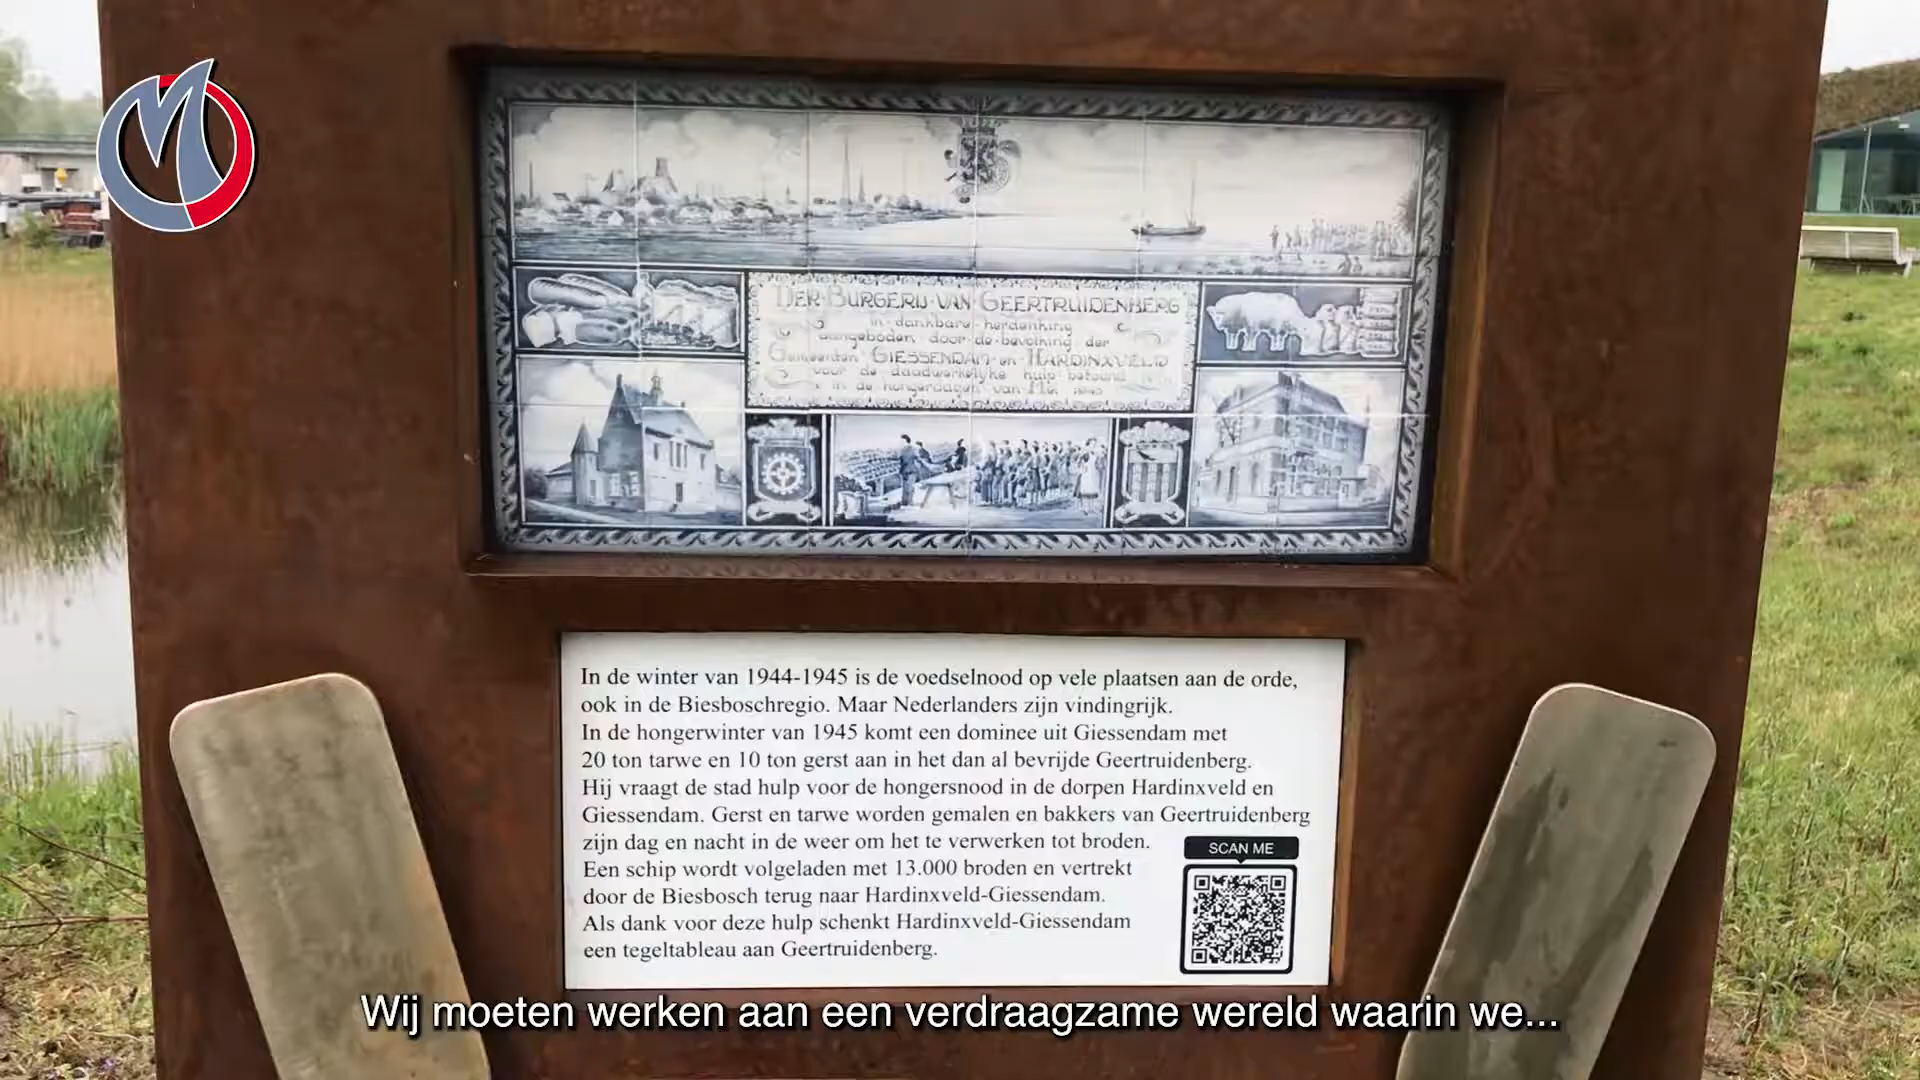 DER BURGERIJ VAN GEERTRUIDENBERG
in dankbare herdenking
aangeboden door de bevolking der
Gemeenten GIESSENDAM en HARDINXVELD
voor de daadwerkelijke hulp betoond
in de hongerdagen van
In de winter van 1944-1945 is de voedselnood op vele plaatsen aan de orde,
ook in de Biesboschregio. Maar Nederlanders zijn vindingrijk.
In de hongerwinter van 1945 komt een dominee uit Giessendam met
20 ton tarwe en 10 ton gerst aan in het dan al bevrijde Geertruidenberg.
Hij vraagt de stad hulp voor de hongersnood in de dorpen Hardinxveld en
Giessendam. Gerst en tarwe worden gemalen en bakkers van Geertruidenberg
zijn dag en nacht in de weer om het te verwerken tot broden.
Een schip wordt volgeladen met 13.000 broden en vertrekt
door de Biesbosch terug naar Hardinxveld-Giessendam.
Als dank voor deze hulp schenkt Hardinxveld-Giessendam
een tegeltableau aan Geertruidenberg.
SCAN ME
Wij moeten werken aan een verdraagzame wereld waarin we...